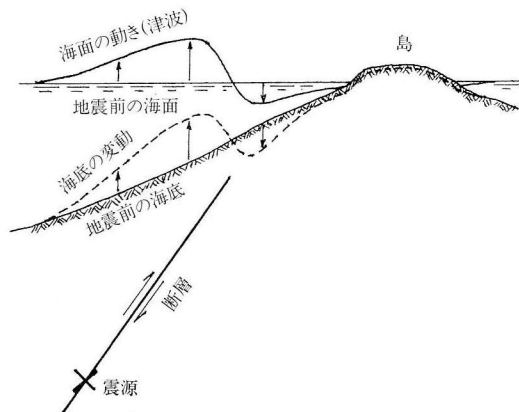 海面の動き(津波)
島
地震前の海面
海底の変動
地震前の海底
断層
震源